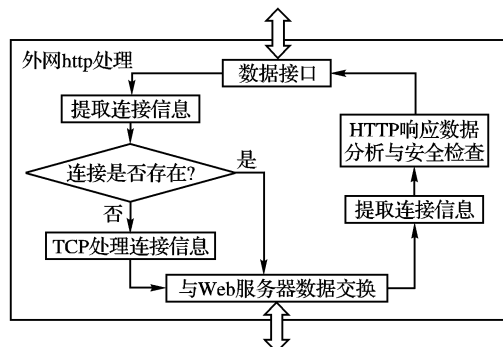 外网http处理
数据接口
提取连接信息
连接是否存在?
是
否
TCP处理连接信息
与Web服务器数据交换
HTTP响应数据
分析与安全检查
提取连接信息